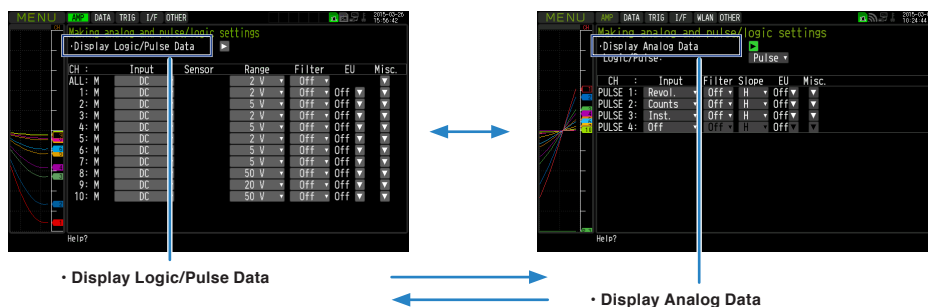 MENU AMP DATA TRIG I/F OTHER 2015-03-26 15:56:42
CH Making analog and pulse/logic settings
・Display Logic/Pulse Data
CH : Input Sensor Range Filter EU Misc.
ALL: M DC 2 V Off
1: M DC 2 V Off Off
2: M DC 5 V Off Off
3: M DC 2 V Off Off
4: M DC 5 V Off Off
5: M DC 2 V Off Off
6: M DC 5 V Off Off
7: M DC 5 V Off Off
8: M DC 50 V Off Off
9: M DC 20 V Off Off
10: M DC 50 V Off Off
Help?
MENU AMP DATA TRIG I/F WLAN OTHER 10:24:44
CH Making analog and pulse/logic settings
・Display Analog Data
Logic/Pulse: Pulse
CH : Input Filter Slope EU Misc.
PULSE 1: Revol. Off H Off
PULSE 2: Counts Off H Off
PULSE 3: Inst. Off H Off
PULSE 4: Off Off H Off
Help?
・Display Logic/Pulse Data
・Display Analog Data